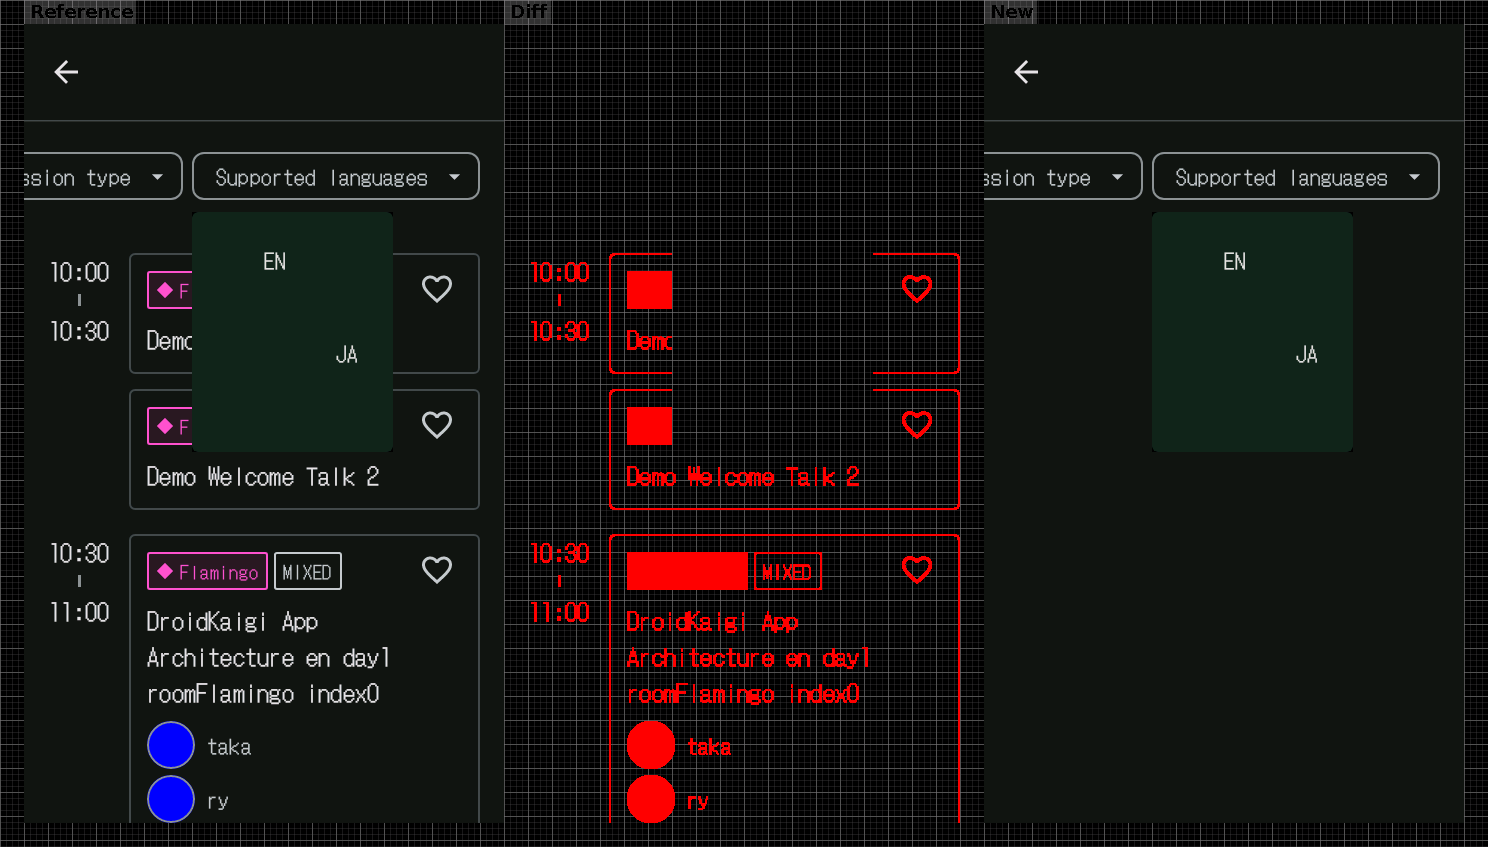 Reference
ssion type
Supported languages
EN
JA
10:00
10:30
F
Demo
F
Demo Welcome Talk 2
10:30
11:00
Flamingo
MIXED
DroidKaigi App
Architecture en day1
roomFlamingo index0
taka
ry
Diff
10:00
10:30
Demo
Demo Welcome Talk 2
10:30
11:00
MIXED
DroidKaigi App
Architecture en day1
roomFlamingo index0
taka
ry
New
ssion type
Supported languages
EN
JA